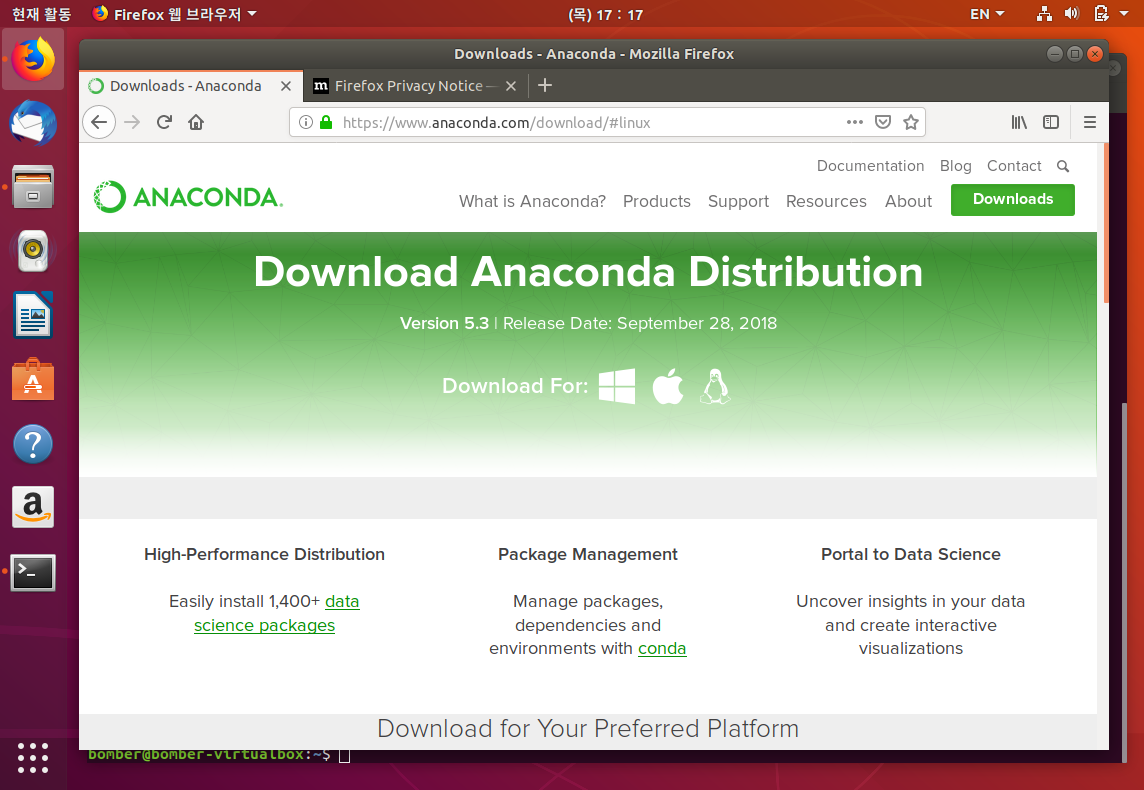 현재 활동
Firefox 웹 브라우저
(목) 17 : 17
EN
Downloads - Anaconda - Mozilla Firefox
Downloads - Anaconda
m
Firefox Privacy Notice —
https://www.anaconda.com/download/#linux
Documentation
Blog
Contact
ANACONDA.
What is Anaconda?
Products
Support
Resources
About
Downloads
Download Anaconda Distribution
Version 5.3 | Release Date: September 28, 2018
Download For:
High-Performance Distribution
Easily install 1,400+ data
science packages
Package Management
Manage packages,
dependencies and
environments with conda
Portal to Data Science
Uncover insights in your data
and create interactive
visualizations
Download for Your Preferred Platform
bomber@bomber-virtualbox:~$